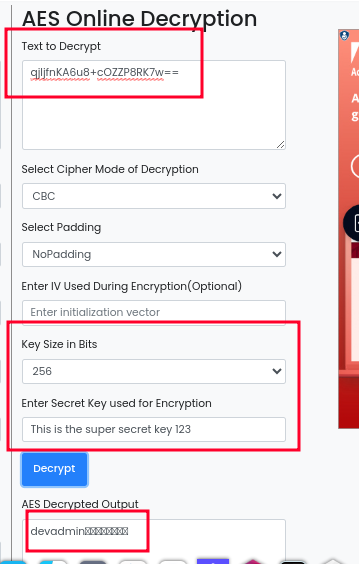 AES Online Decryption
Text to Decrypt
qjljfnKA6u8+cOZZP8RK7w==
Select Cipher Mode of Decryption
CBC
Select Padding
NoPadding
Enter IV Used During Encryption(Optional)
Enter initialization vector
Key Size in Bits
256
Enter Secret Key used for Encryption
This is the super secret key 123
Decrypt
AES Decrypted Output
devadmin